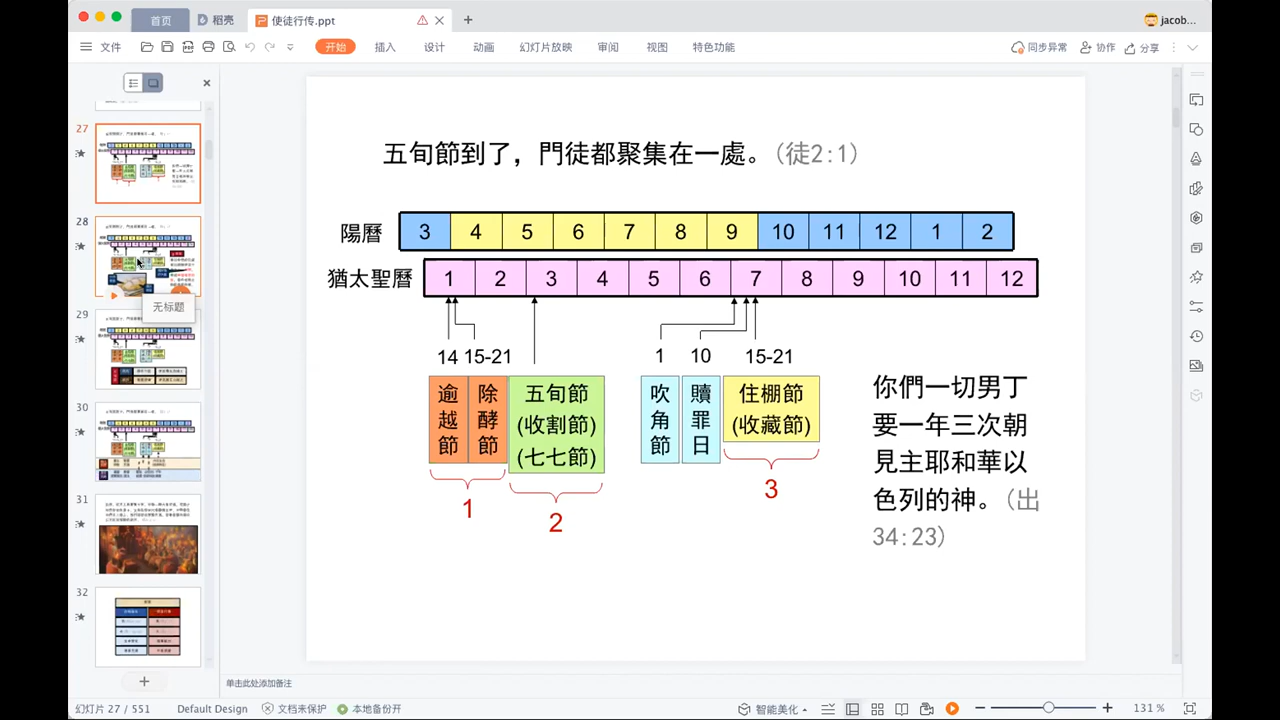 首页
稻壳
使徒行传.ppt
jacob...
文件
开始
插入
设计
动画
幻灯片放映
审阅
视图
特色功能
同步异常
协作
分享
27
28
无标题
29
30
31
32
五旬節到了，門徒都聚集在一處。（徒2:1）
陽曆 3 4 5 6 7 8 9 10 11 12 1 2
猶太聖曆 1 2 3 4 5 6 7 8 9 10 11 12
14 15-21 1 10 15-21
逾越節
除酵節
五旬節
(收割節)
(七七節)
吹角節
贖罪日
住棚節
(收藏節)
1
2
3
你們一切男丁
要一年三次朝
見主耶和華以
色列的神。（出
34:23）
单击此处添加备注
幻灯片 27 / 551
Default Design
文档未保护
本地备份开
智能美化
131 %